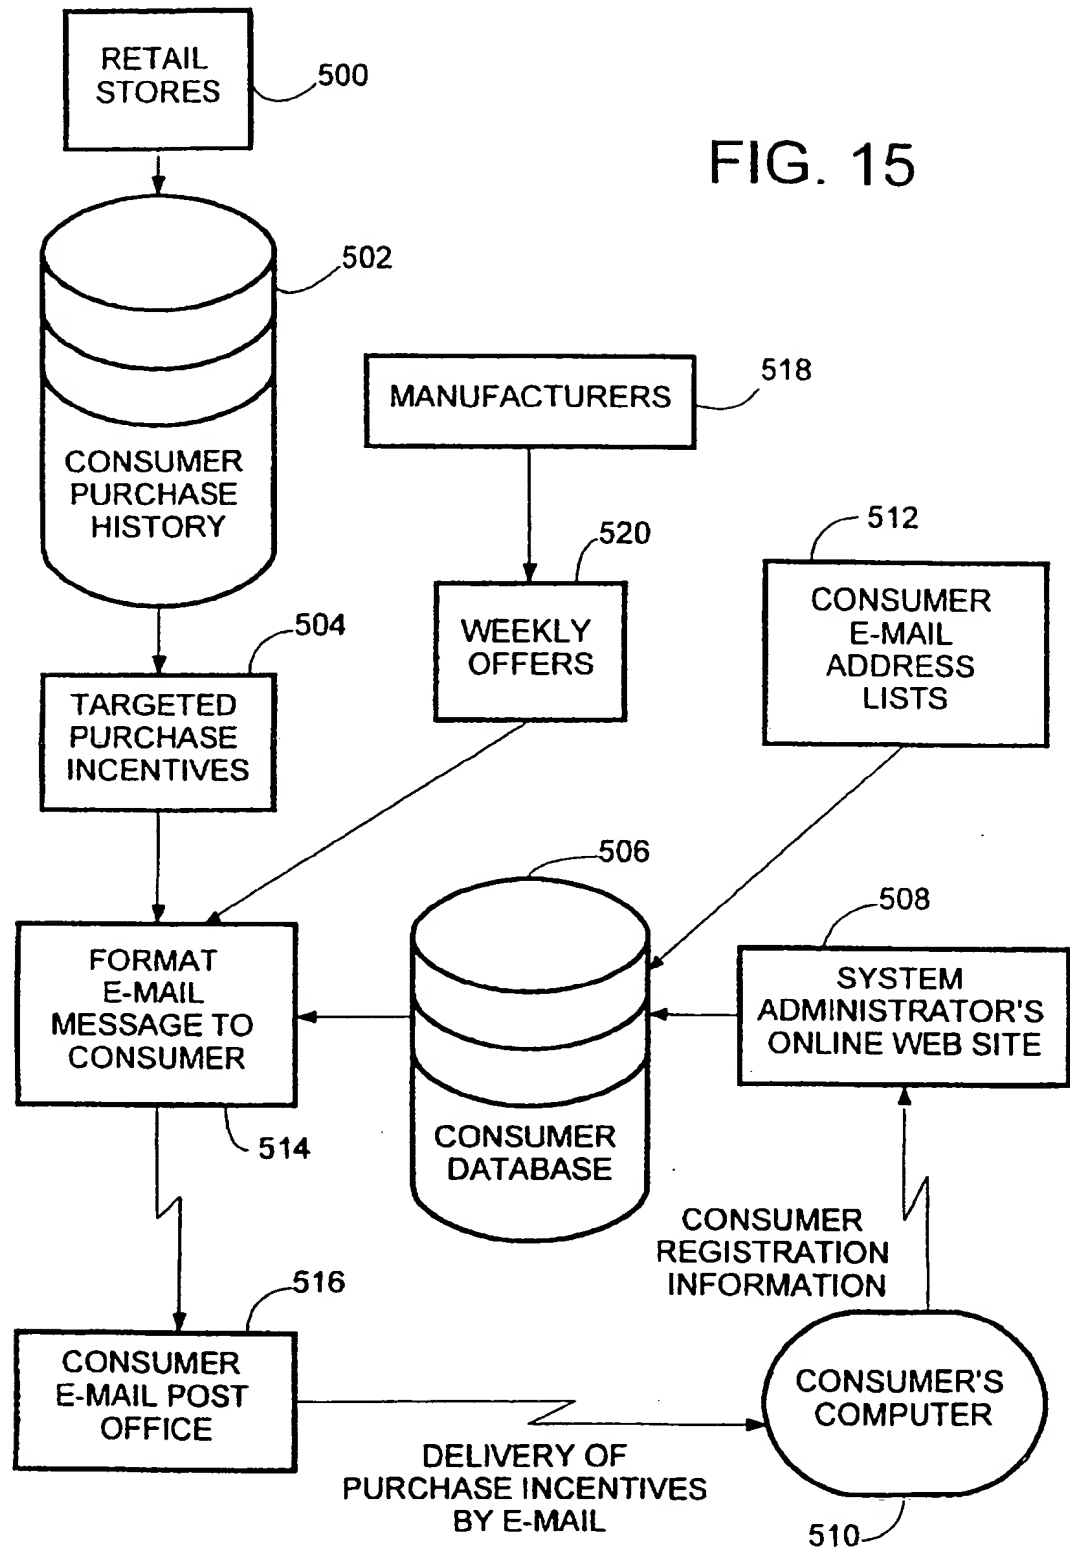 RETAIL
STORES
500
FIG. 15
502
CONSUMER
PURCHASE
HISTORY
MANUFACTURERS
518
520
WEEKLY
OFFERS
512
CONSUMER
E-MAIL
ADDRESS
LISTS
504
TARGETED
PURCHASE
INCENTIVES
506
CONSUMER
DATABASE
508
SYSTEM
ADMINISTRATOR'S
ONLINE WEB SITE
FORMAT
E-MAIL
MESSAGE TO
CONSUMER
514
CONSUMER
REGISTRATION
INFORMATION
516
CONSUMER
E-MAIL POST
OFFICE
DELIVERY OF
PURCHASE INCENTIVES
BY E-MAIL
CONSUMER'S
COMPUTER
510